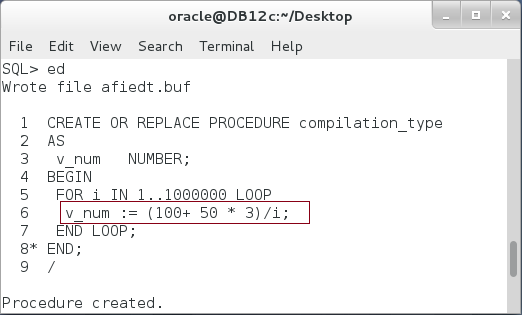 oracle@DB12c:~/Desktop
File Edit View Search Terminal Help
SQL> ed
Wrote file afiedt.buf
1 CREATE OR REPLACE PROCEDURE compilation_type
2 AS
3 v_num NUMBER;
4 BEGIN
5 FOR i IN 1..1000000 LOOP
6 v_num := (100+ 50 * 3)/i;
7 END LOOP;
8* END;
9 /
Procedure created.